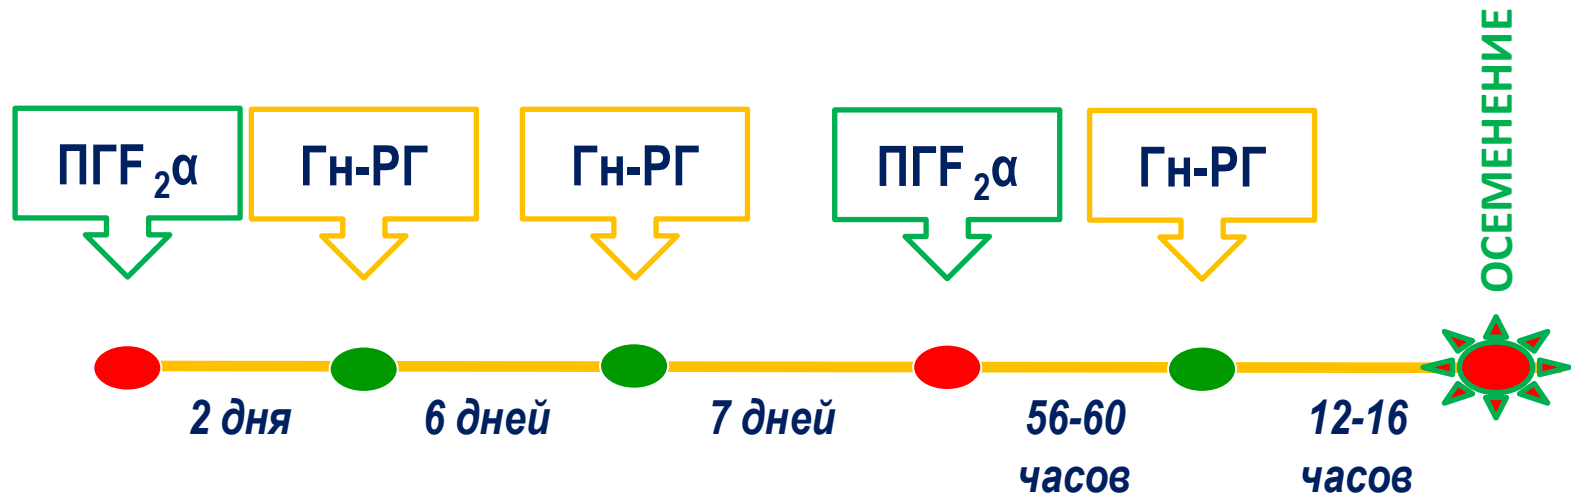 ОСЕМЕНЕНИЕ
ПГF2α
Гн-РГ
Гн-РГ
ПГF2α
Гн-РГ
2 дня
6 дней
7 дней
56-60
часов
12-16
часов